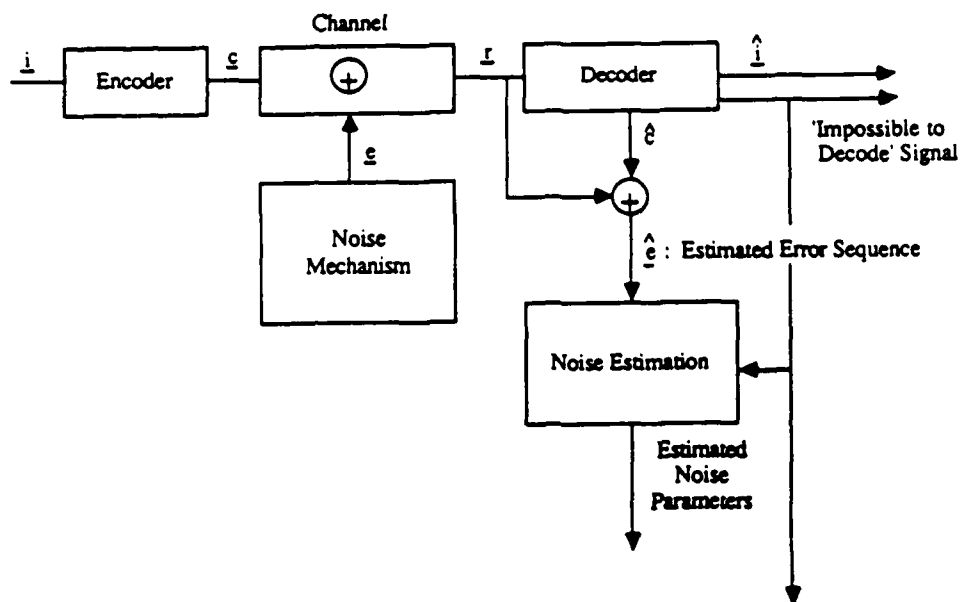 Channel
i
Encoder
c
+
r
Decoder
î
'Impossible to
Decode' Signal
e
ĉ
+
Noise
Mechanism
ê : Estimated Error Sequence
Noise Estimation
Estimated
Noise
Parameters